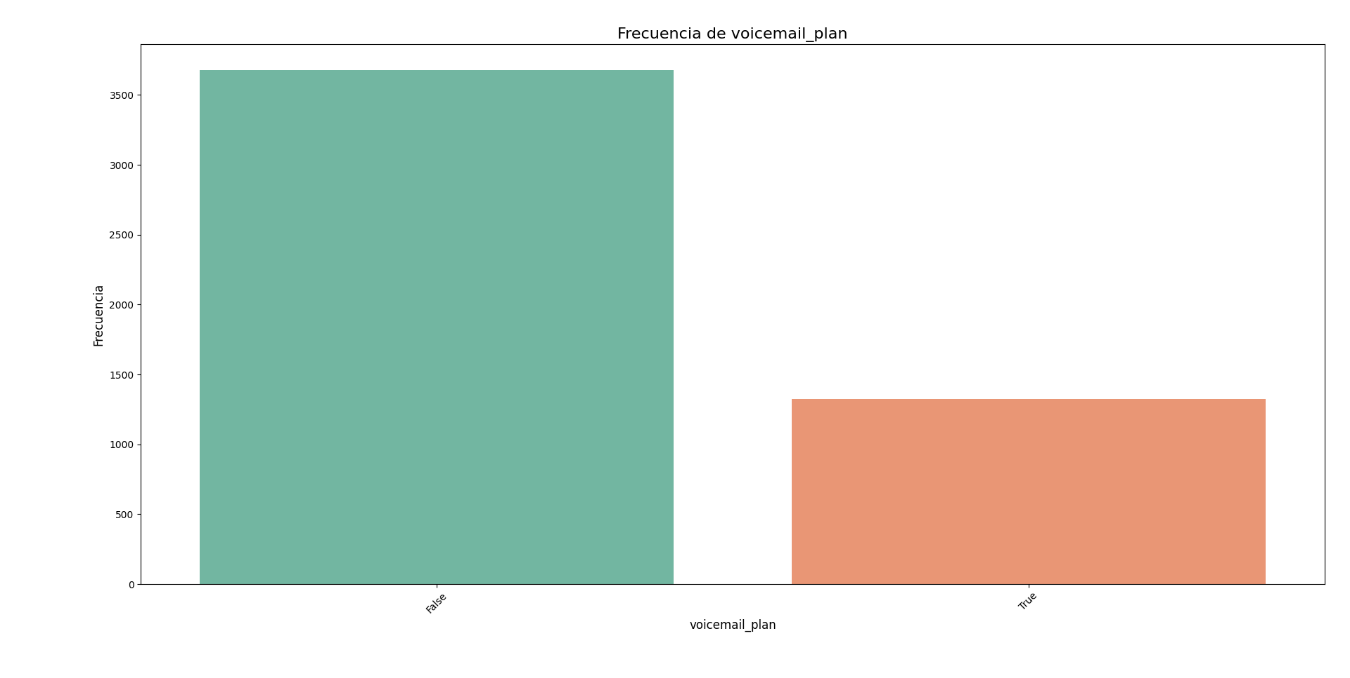 Frecuencia de voicemail_plan
Frecuencia
3500
3000
2500
2000
1500
1000
500
0
False
True
voicemail_plan